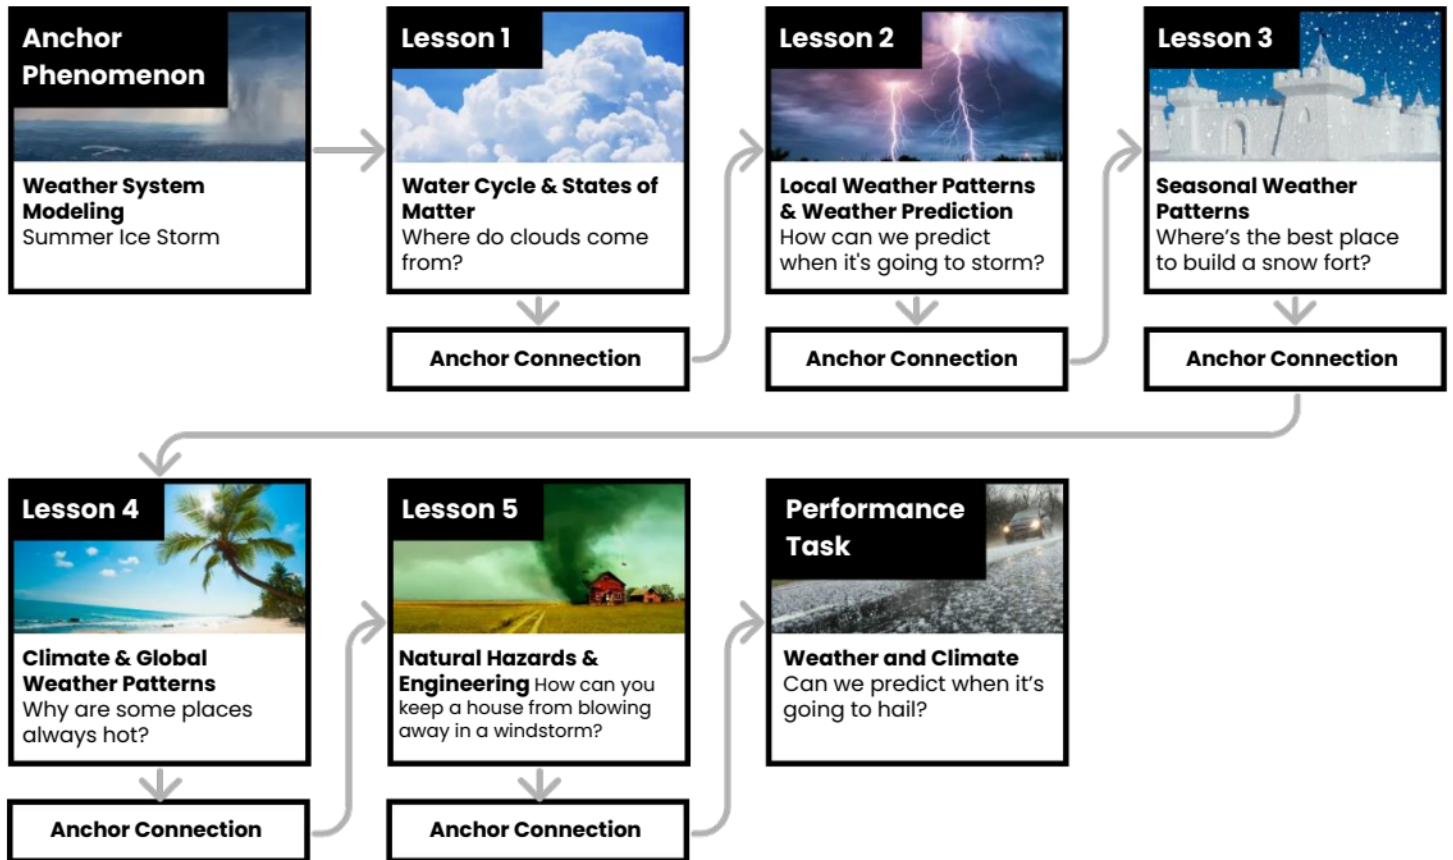 Anchor
Phenomenon
Weather System
Modeling
Summer Ice Storm
Lesson 1
Water Cycle & States of
Matter
Where do clouds come
from?
Anchor Connection
Lesson 2
Local Weather Patterns
& Weather Prediction
How can we predict
when it's going to storm?
Anchor Connection
Lesson 3
Seasonal Weather
Patterns
Where’s the best place
to build a snow fort?
Anchor Connection
Lesson 4
Climate & Global
Weather Patterns
Why are some places
always hot?
Anchor Connection
Lesson 5
Natural Hazards &
Engineering How can you
keep a house from blowing
away in a windstorm?
Anchor Connection
Performance
Task
Weather and Climate
Can we predict when it’s
going to hail?